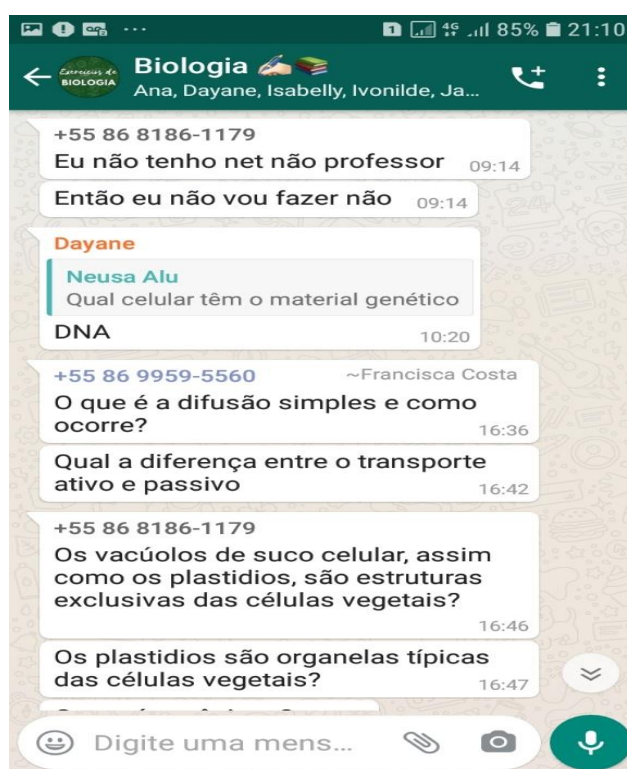 ... 1 4G 85% 21:10
Exercícios de
BIOLOGIA
Biologia ✍🏻📚
Ana, Dayane, Isabelly, Ivonilde, Ja...
+55 86 8186-1179
Eu não tenho net não professor 09:14
Então eu não vou fazer não 09:14
Dayane
Neusa Alu
Qual celular têm o material genético
DNA 10:20
+55 86 9959-5560 ~Francisca Costa
O que é a difusão simples e como
ocorre? 16:36
Qual a diferença entre o transporte
ativo e passivo 16:42
+55 86 8186-1179
Os vacúolos de suco celular, assim
como os plastidios, são estruturas
exclusivas das células vegetais?
16:46
Os plastidios são organelas típicas
das células vegetais? 16:47
Digite uma mens...